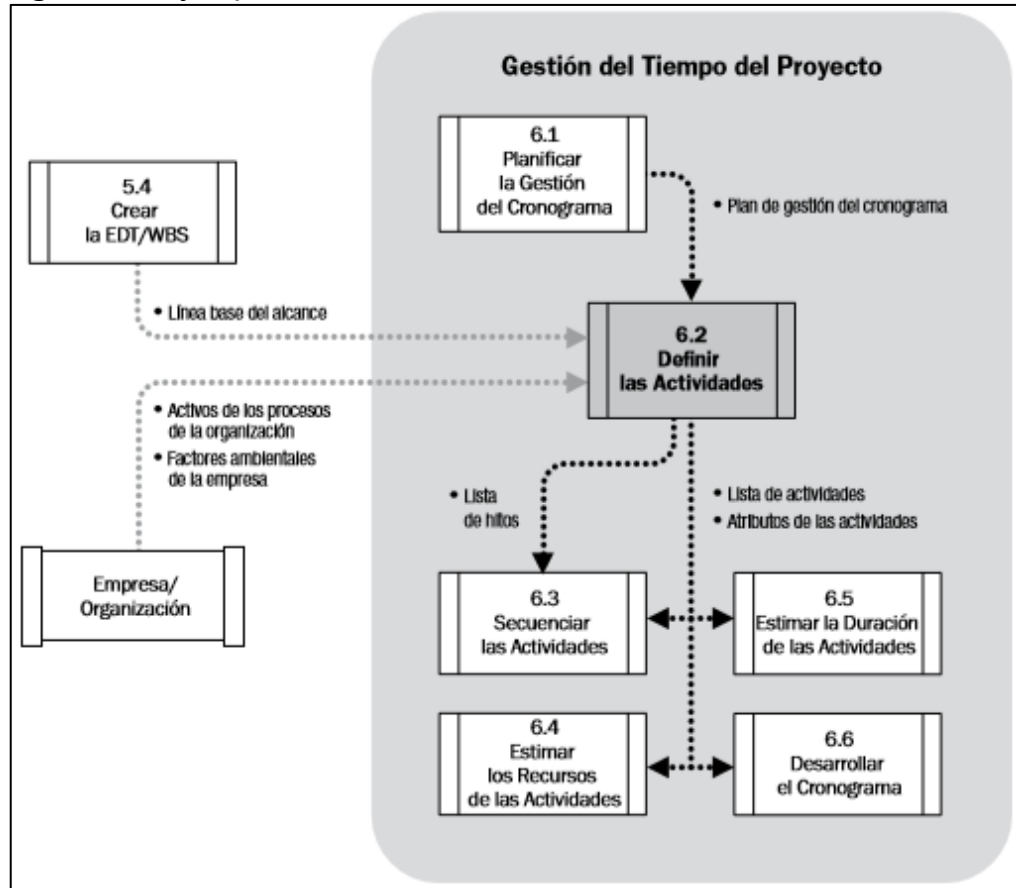 Gestión del Tiempo del Proyecto
6.1
Planificar
la Gestión
del Cronograma
5.4
Crear
la EDT/WBS
• Plan de gestión del cronograma
• Línea base del alcance
6.2
Definir
las Actividades
• Activos de los procesos
de la organización
• Factores ambientales
de la empresa
• Lista
de hitos
• Lista de actividades
• Atributos de las actividades
Empresa/
Organización
6.3
Secuenciar
las Actividades
6.5
Estimar la Duración
de las Actividades
6.4
Estimar
los Recursos
de las Actividades
6.6
Desarrollar
el Cronograma